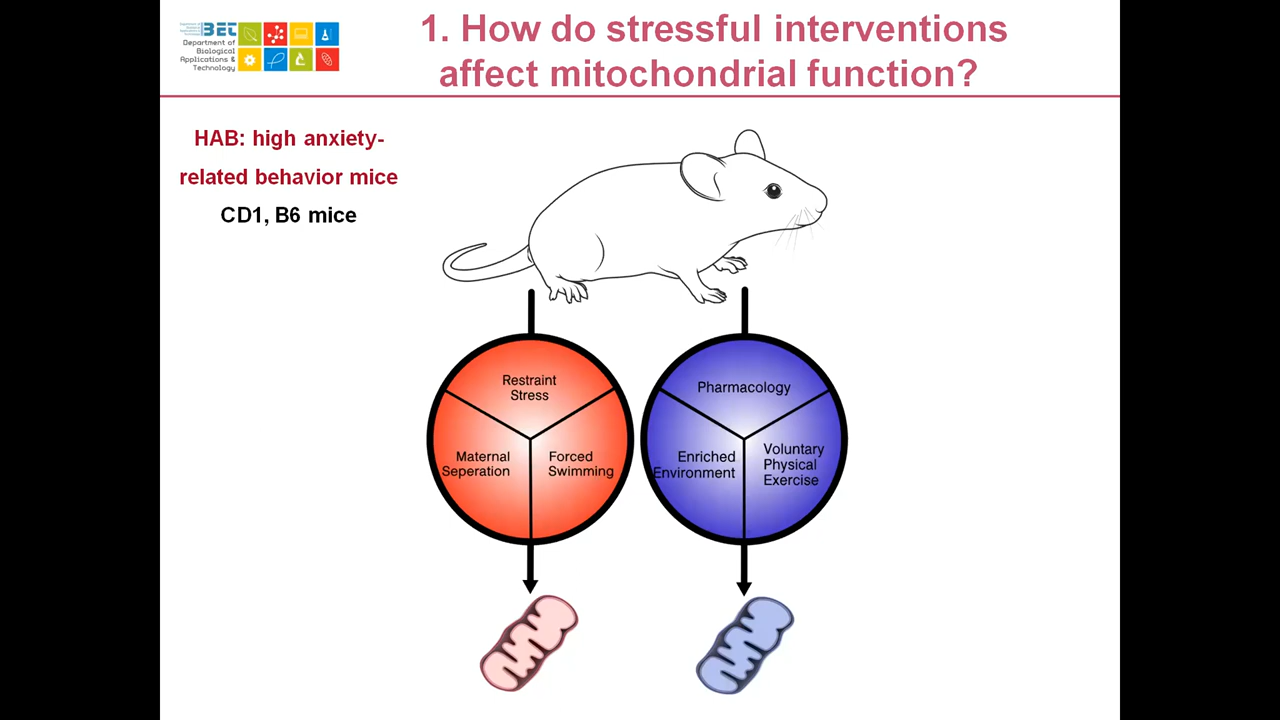 BET
Department of
Biological
Applications &
Technology
1. How do stressful interventions
affect mitochondrial function?
HAB: high anxiety-
related behavior mice
CD1, B6 mice
Restraint
Stress
Maternal
Seperation
Forced
Swimming
Pharmacology
Enriched
Environment
Voluntary
Physical
Exercise